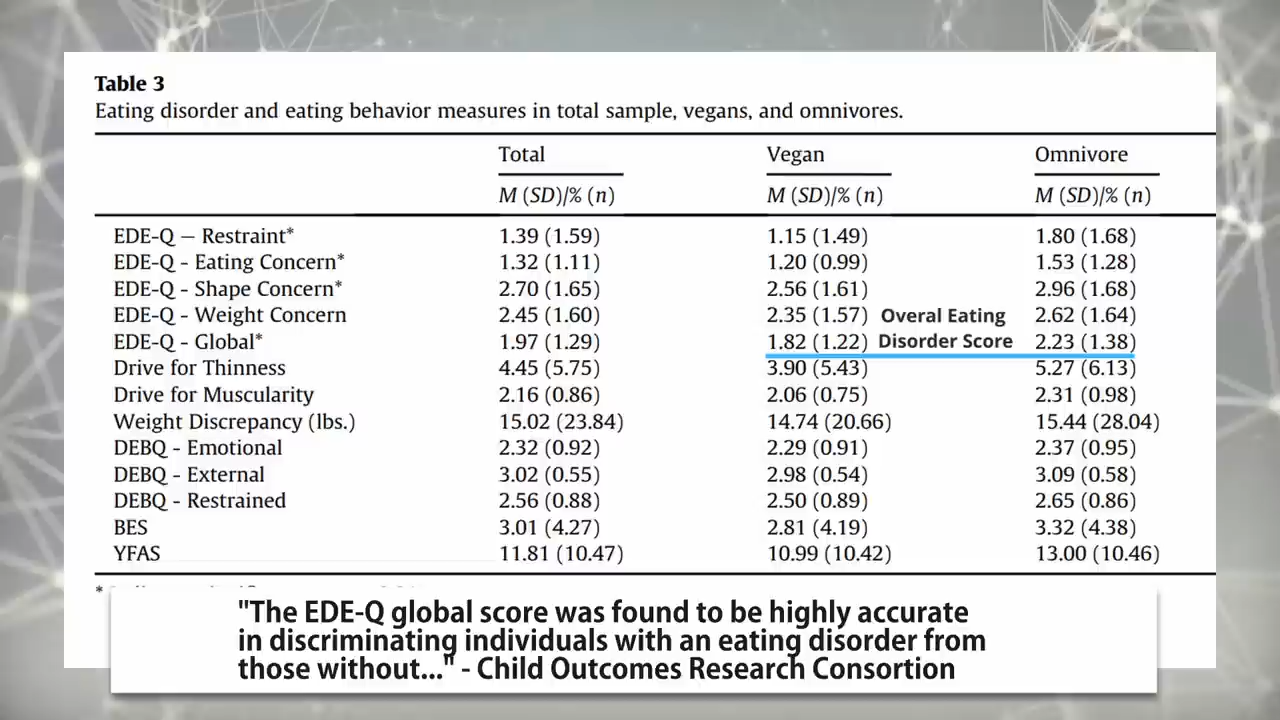 Table 3
Eating disorder and eating behavior measures in total sample, vegans, and omnivores.
Total Vegan Omnivore
M (SD)/% (n) M (SD)/% (n) M (SD)/% (n)
EDE-Q – Restraint* 1.39 (1.59) 1.15 (1.49) 1.80 (1.68)
EDE-Q - Eating Concern* 1.32 (1.11) 1.20 (0.99) 1.53 (1.28)
EDE-Q - Shape Concern* 2.70 (1.65) 2.56 (1.61) 2.96 (1.68)
EDE-Q - Weight Concern 2.45 (1.60) 2.35 (1.57) Overal Eating 2.62 (1.64)
EDE-Q - Global* 1.97 (1.29) 1.82 (1.22) Disorder Score 2.23 (1.38)
Drive for Thinness 4.45 (5.75) 3.90 (5.43) 5.27 (6.13)
Drive for Muscularity 2.16 (0.86) 2.06 (0.75) 2.31 (0.98)
Weight Discrepancy (lbs.) 15.02 (23.84) 14.74 (20.66) 15.44 (28.04)
DEBQ - Emotional 2.32 (0.92) 2.29 (0.91) 2.37 (0.95)
DEBQ - External 3.02 (0.55) 2.98 (0.54) 3.09 (0.58)
DEBQ - Restrained 2.56 (0.88) 2.50 (0.89) 2.65 (0.86)
BES 3.01 (4.27) 2.81 (4.19) 3.32 (4.38)
YFAS 11.81 (10.47) 10.99 (10.42) 13.00 (10.46)
*
"The EDE-Q global score was found to be highly accurate
in discriminating individuals with an eating disorder from
those without..." - Child Outcomes Research Consortion